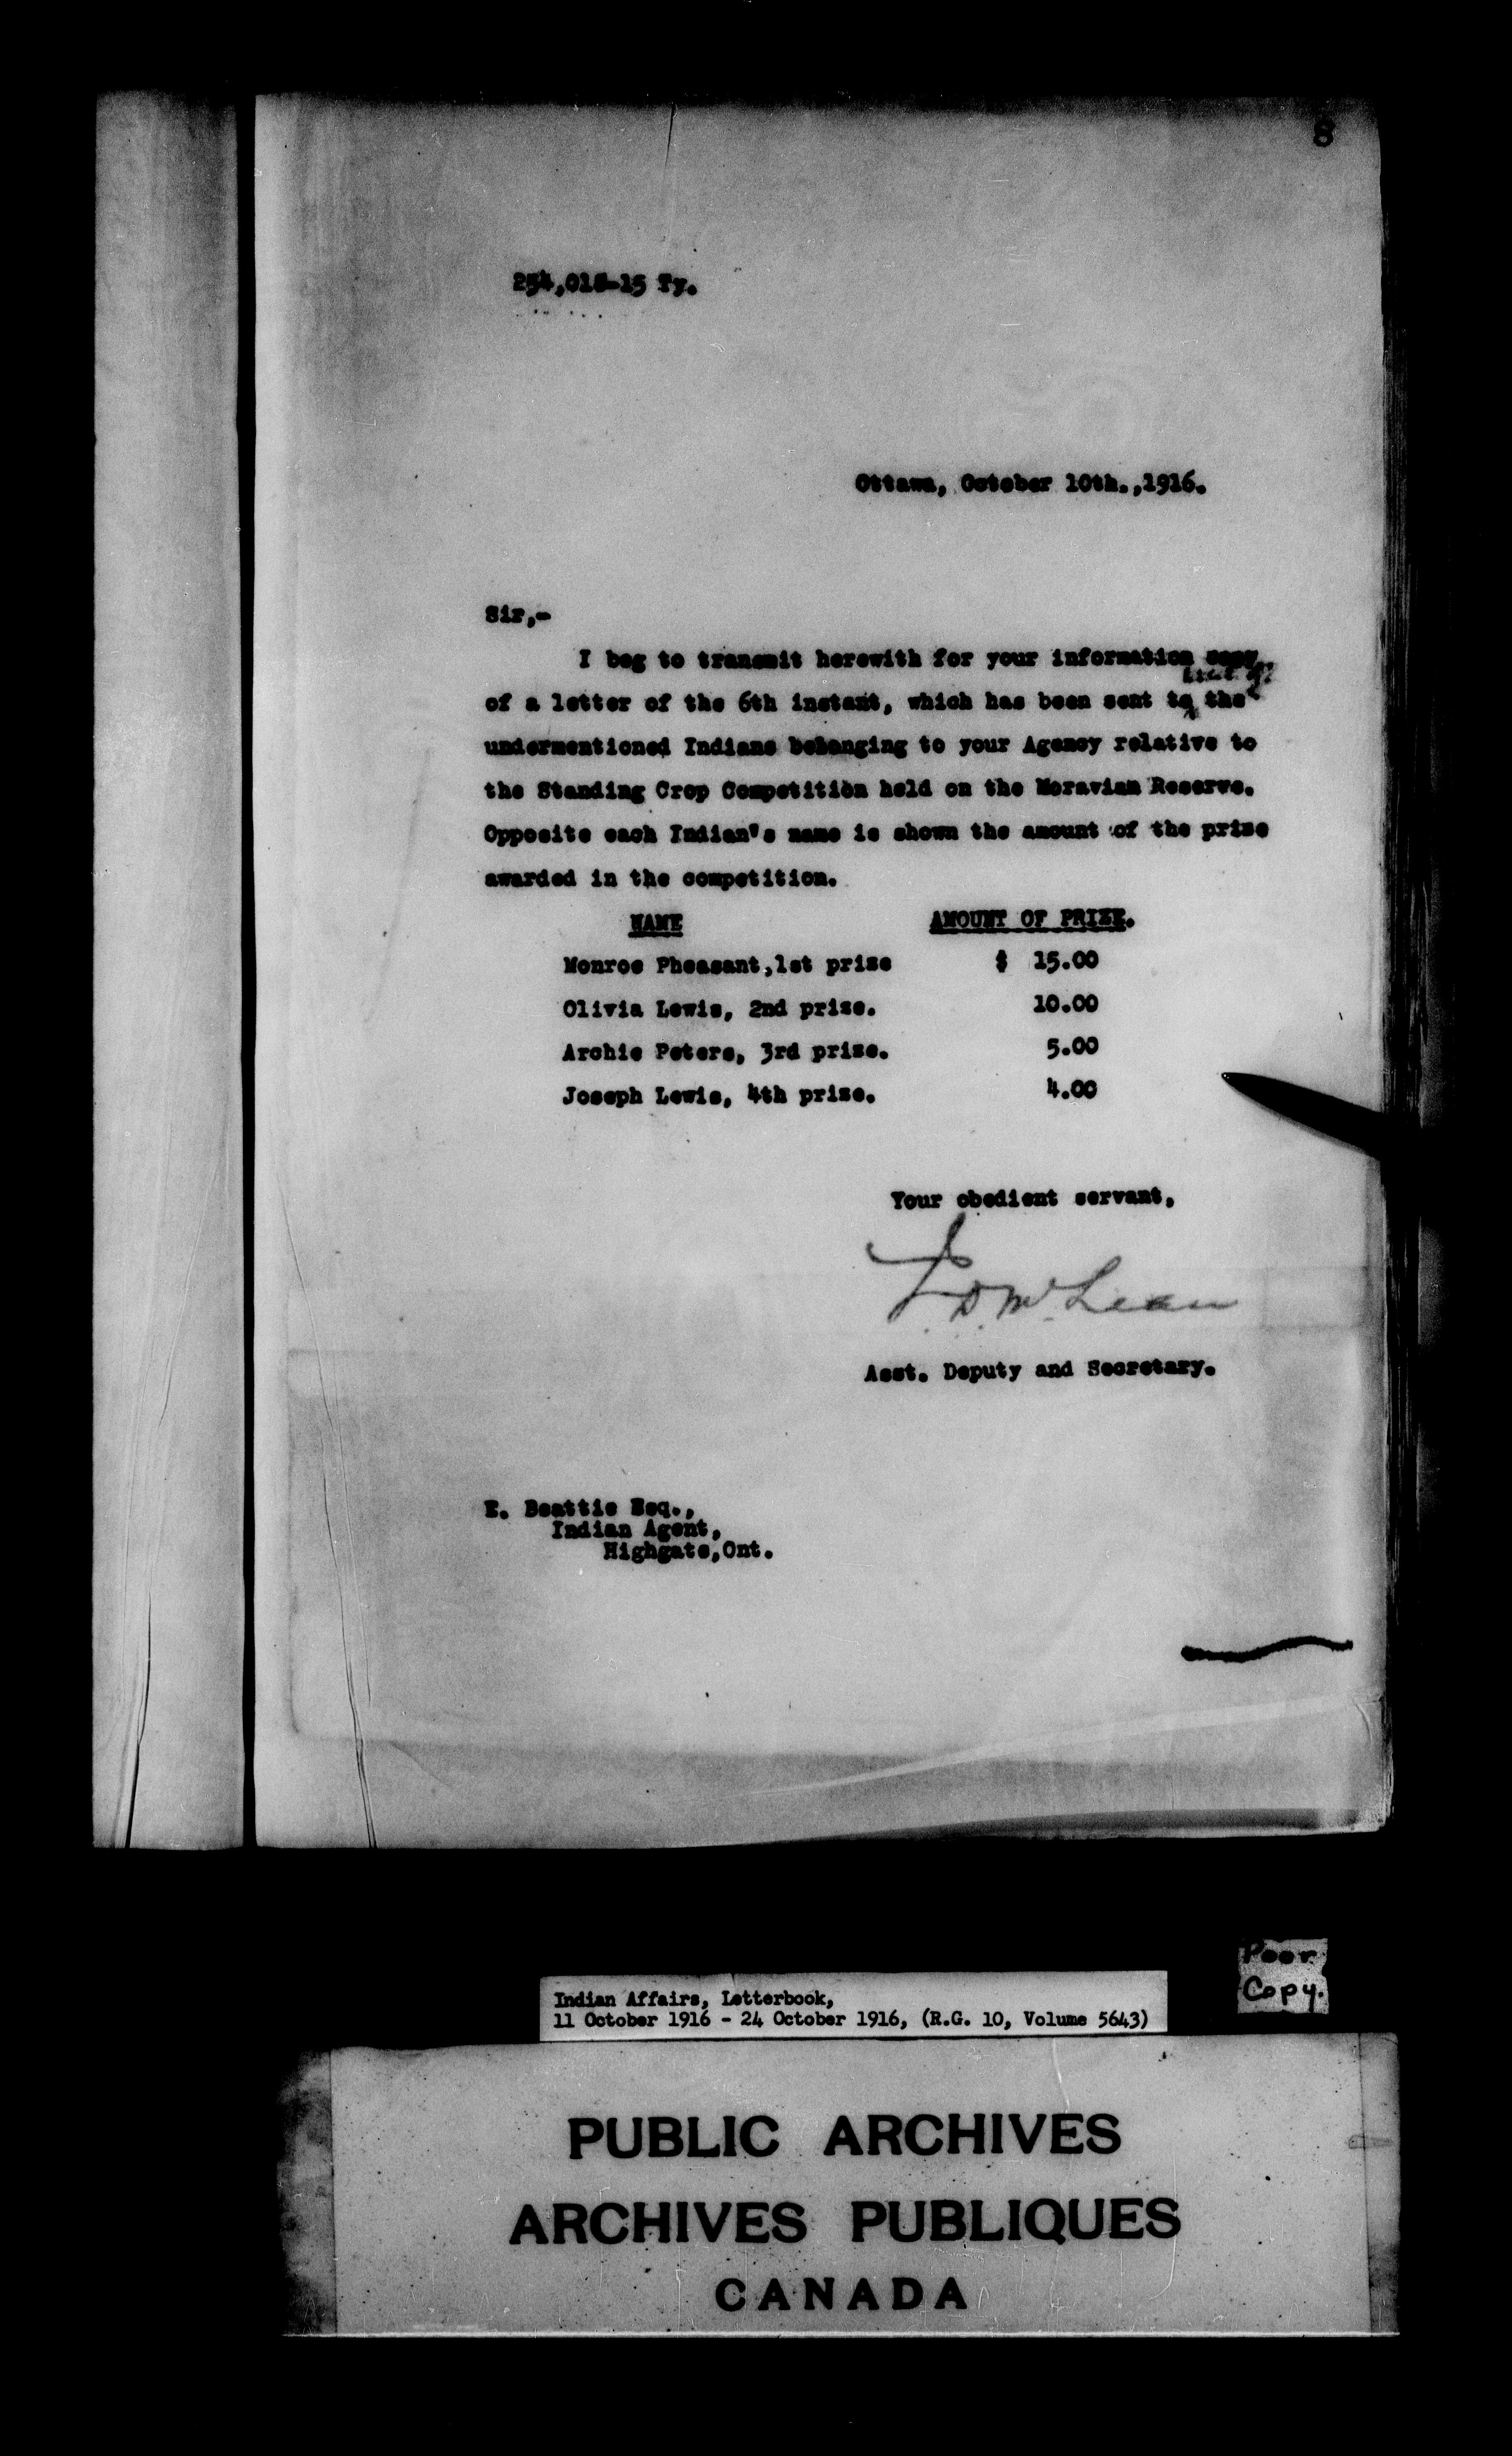 8
254,018-15 Ty.
Ottawa, October 10th.,1916.
Sir,-
I beg to transmit herewith for your information copy
of a letter of the 6th instant, which has been sent to the
undermentioned Indians belonging to your Agency relative to
the Standing Crop Competition held on the Moravian Reserve.
Opposite each Indian's name is shown the amount of the prize
awarded in the competition.
NAME AMOUNT OF PRIZE.
Monroe Pheasant,1st prize $ 15.00
Olivia Lewis, 2nd prize. 10.00
Archie Peters, 3rd prize. 5.00
Joseph Lewis, 4th prize. 4.00
Your obedient servant,
J. D. McLean
Asst. Deputy and Secretary.
E. Beattie Esq.,
Indian Agent,
Highgate,Ont.
Poor
Copy.
Indian Affairs, Letterbook,
11 October 1916 - 24 October 1916, (R.G. 10, Volume 5643)
PUBLIC ARCHIVES
ARCHIVES PUBLIQUES
CANADA